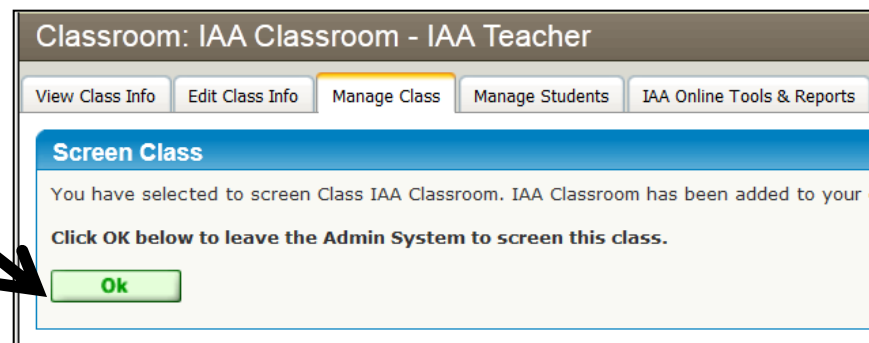 Classroom: IAA Classroom - IAA Teacher
View Class Info Edit Class Info Manage Class Manage Students IAA Online Tools & Reports
Screen Class
You have selected to screen Class IAA Classroom. IAA Classroom has been added to your
Click OK below to leave the Admin System to screen this class.
Ok